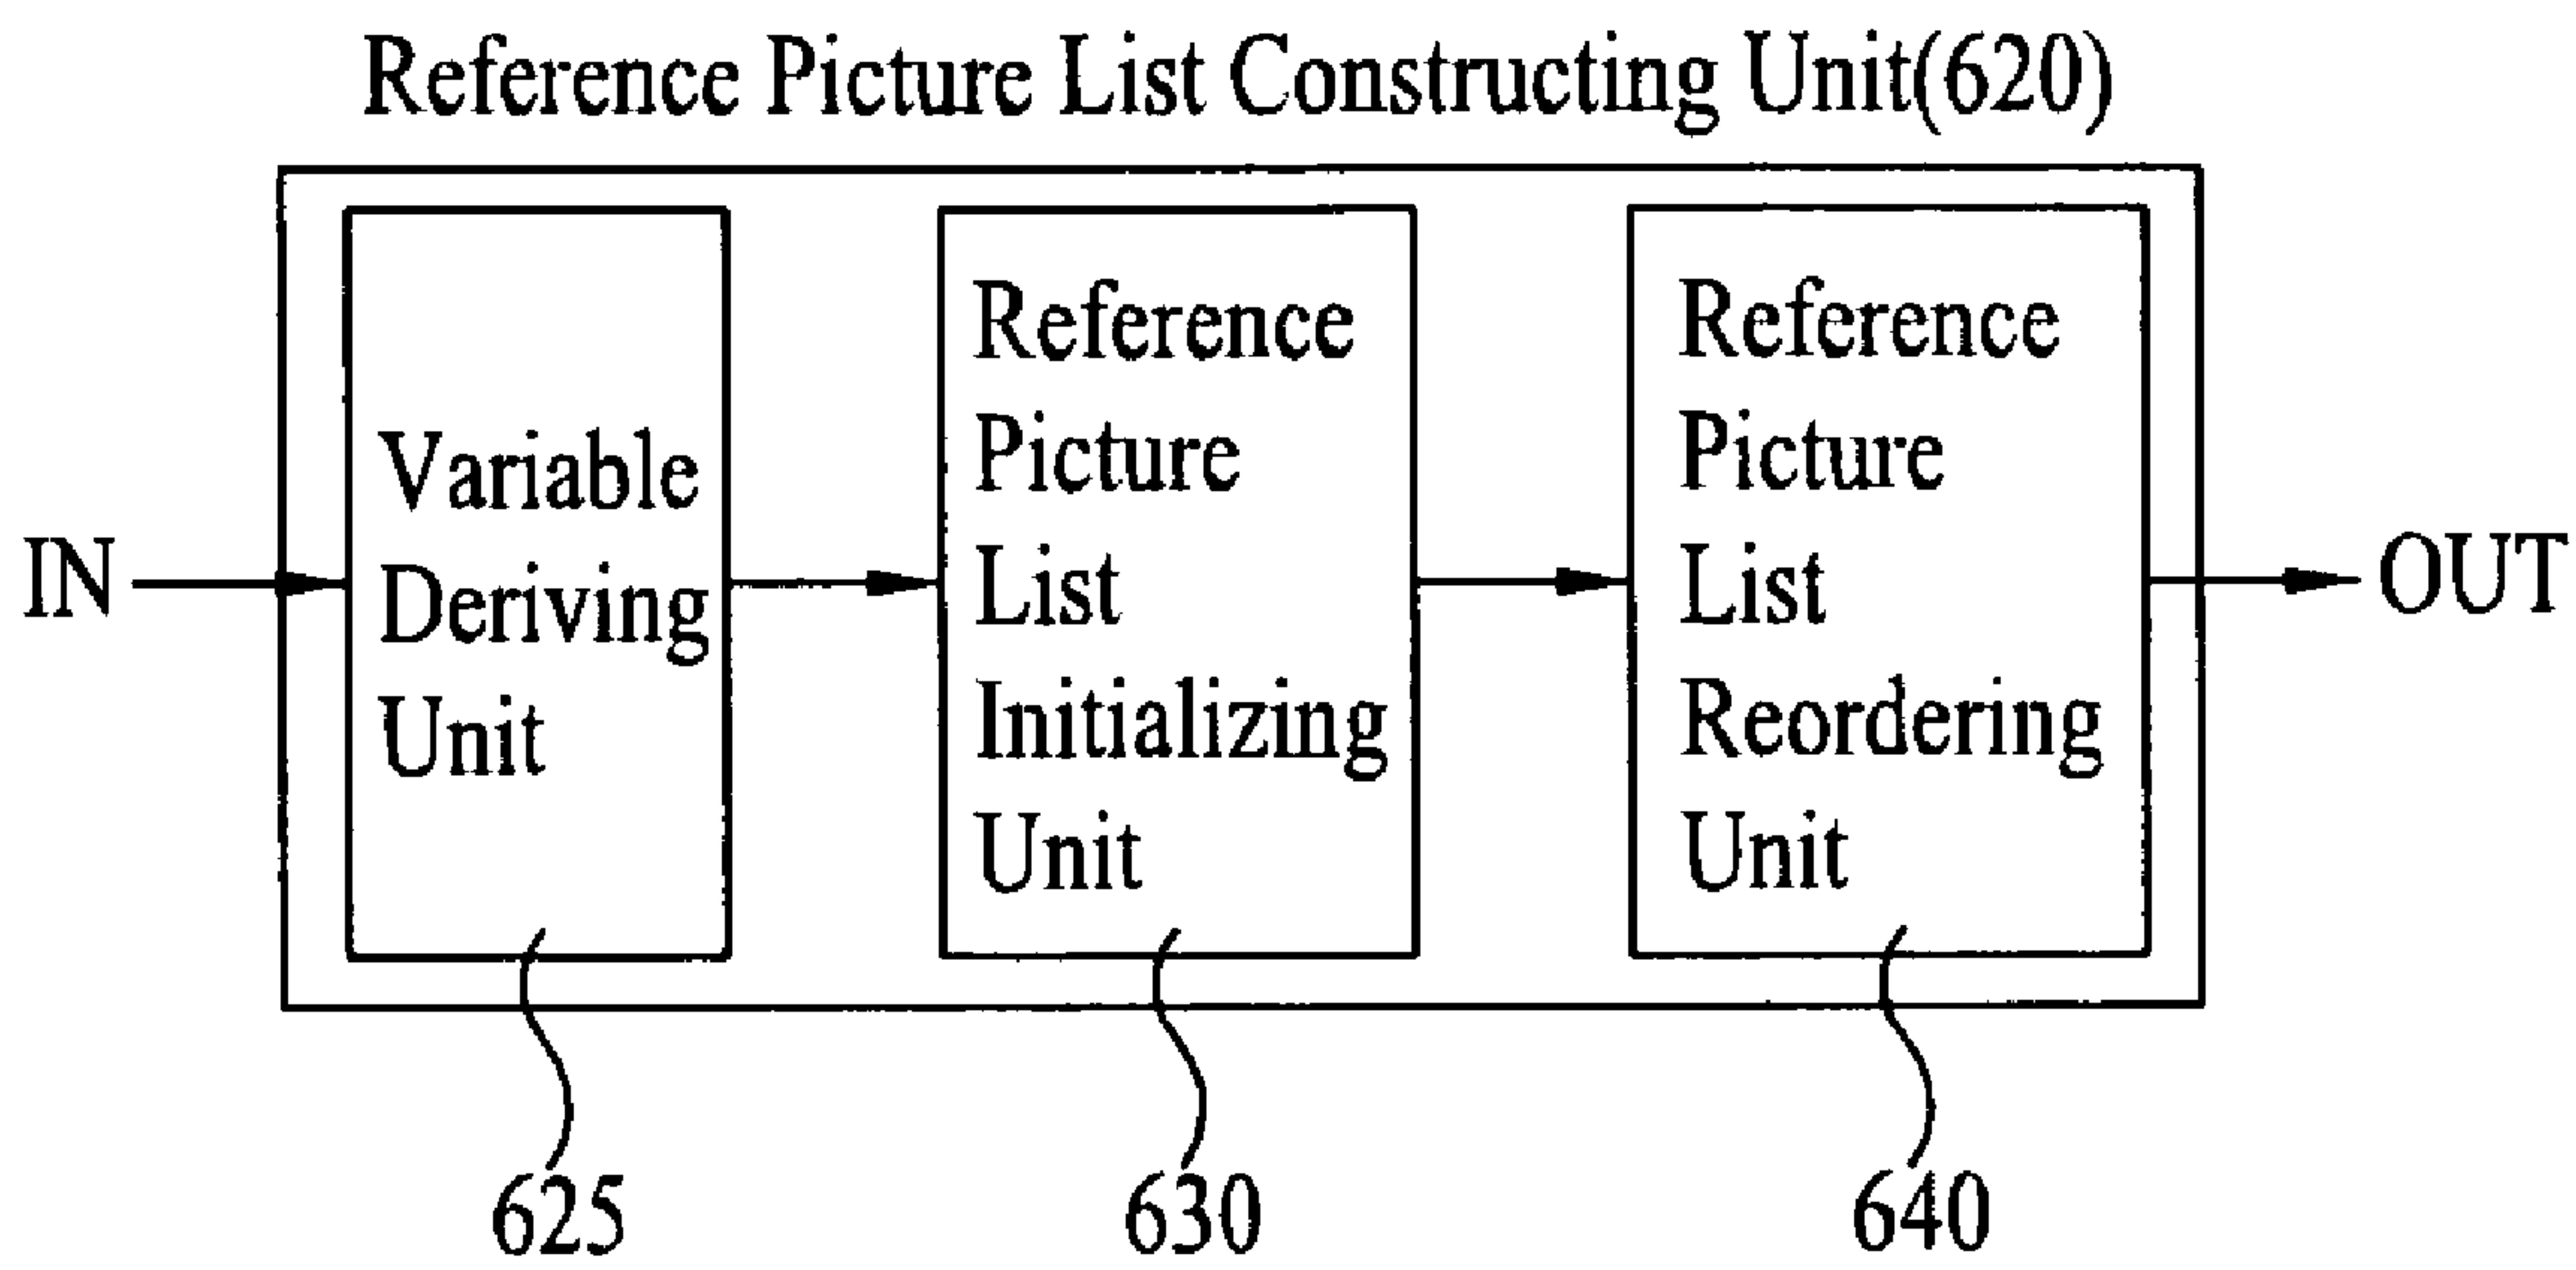 Reference Picture List Constructing Unit(620)
IN
Variable
Deriving
Unit
Reference
Picture
List
Initializing
Unit
Reference
Picture
List
Reordering
Unit
OUT
625
630
640